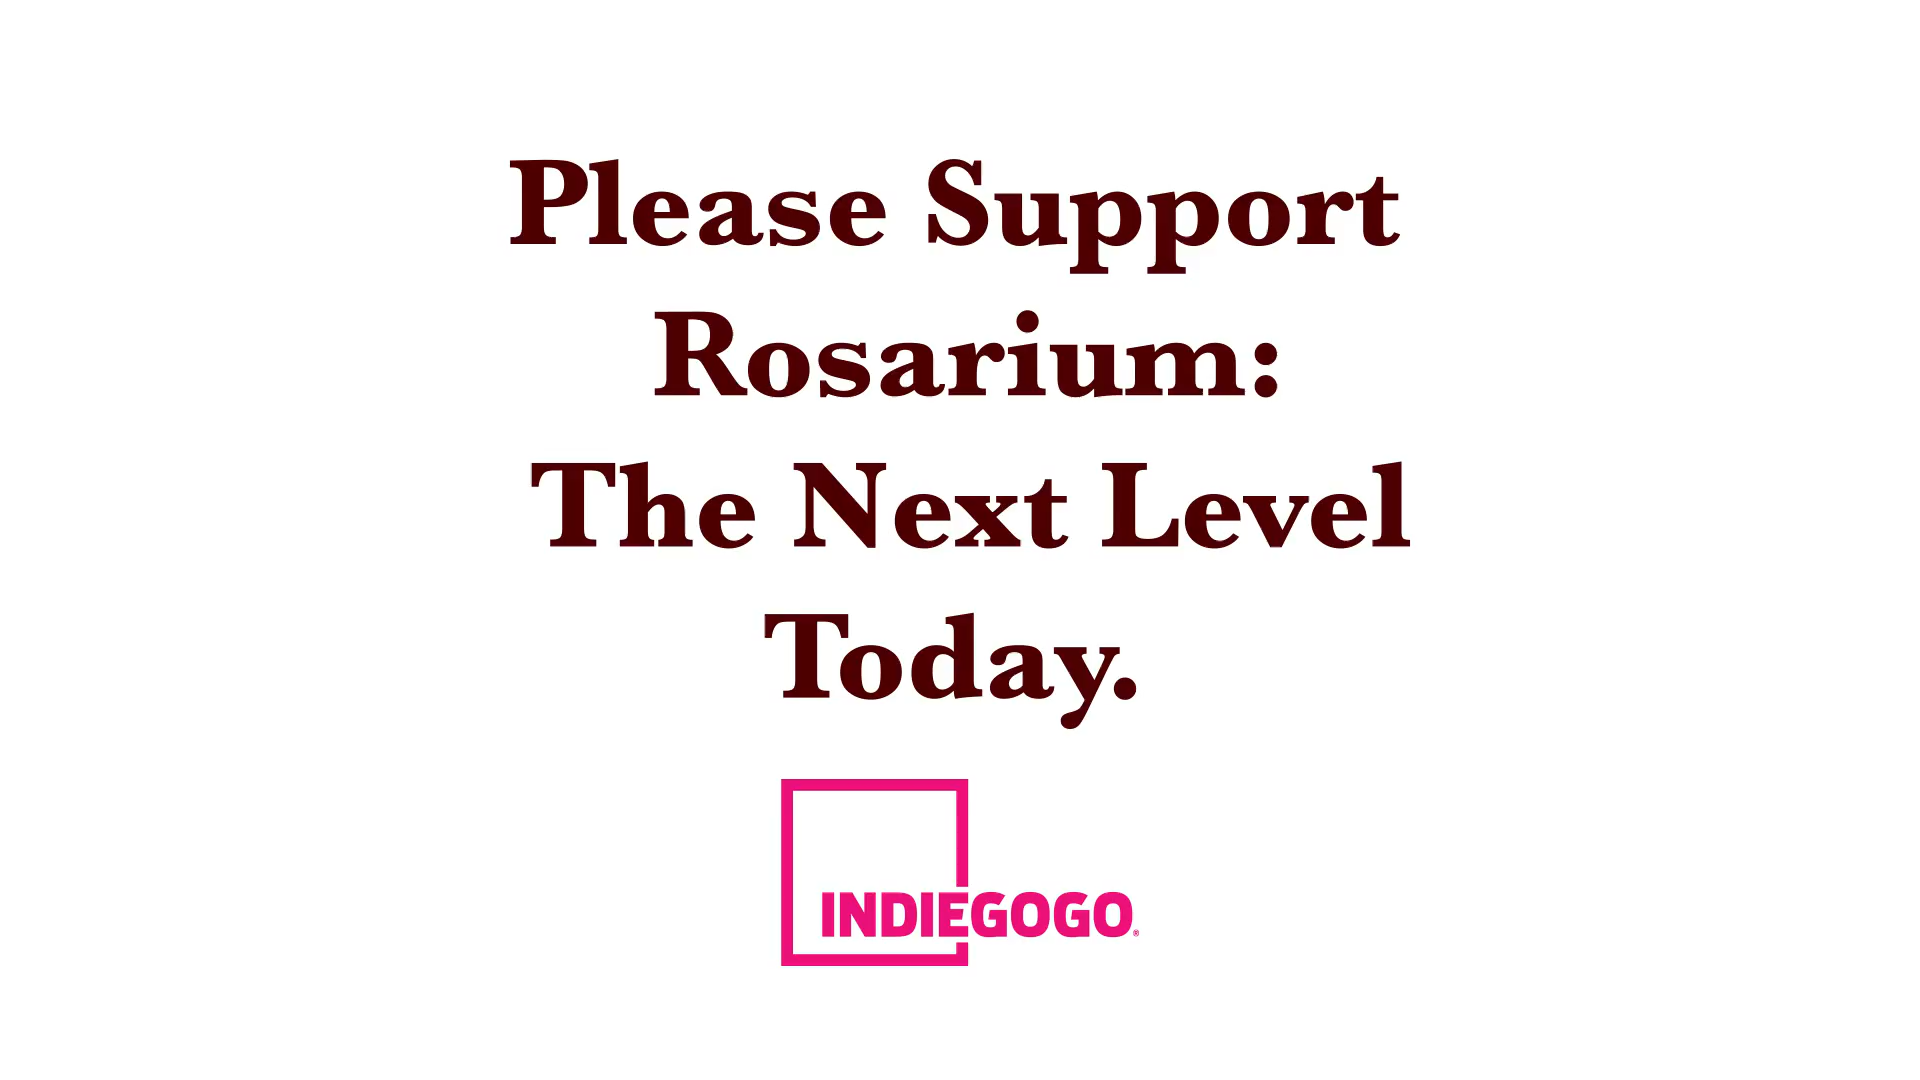 Please Support
Rosarium:
The Next Level
Today.
INDIEGOGO®